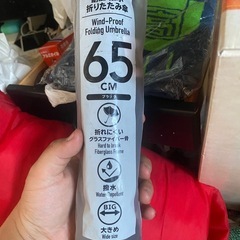 折りたたみ傘
Wind-Proof
Folding Umbrella
65
CM
折れにくい
グラスファイバー骨
Hard to break
Fiberglass Frame
撥水
Water Repellent
BIG
大きめ
Wide size